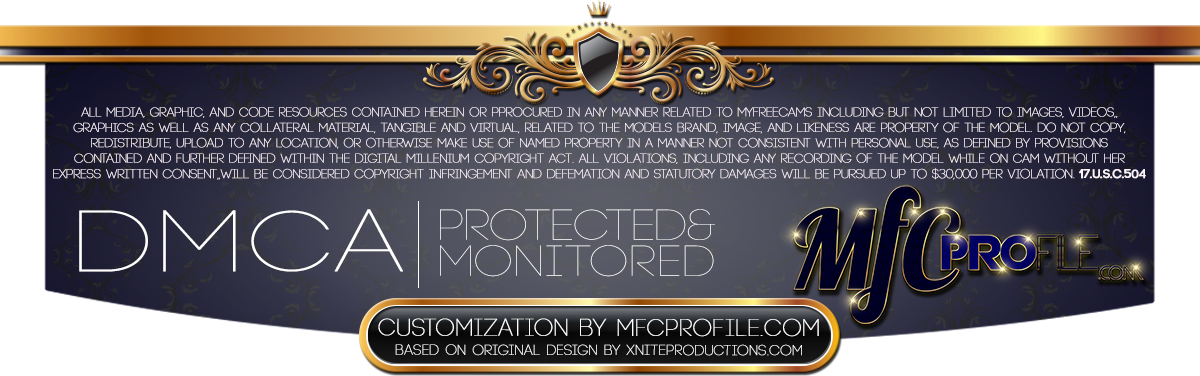 ALL MEDIA, GRAPHIC, AND CODE RESOURCES CONTAINED HEREIN OR PPROCURED IN ANY MANNER RELATED TO MYFREECAMS INCLUDING BUT NOT LIMITED TO IMAGES, VIDEOS,,
GRAPHICS AS WELL AS ANY COLLATERAL MATERIAL, TANGIBLE AND VIRTUAL, RELATED TO THE MODELS BRAND, IMAGE, AND LIKENESS ARE PROPERTY OF THE MODEL. DO NOT COPY,
REDISTRIBUTE, UPLOAD TO ANY LOCATION, OR OTHERWISE MAKE USE OF NAMED PROPERTY IN A MANNER NOT CONSISTENT WITH PERSONAL USE, AS DEFINED BY PROVISIONS
CONTAINED AND FURTHER DEFINED WITHIN THE DIGITAL MILLENIUM COPYRIGHT ACT. ALL VIOLATIONS, INCLUDING ANY RECORDING OF THE MODEL WHILE ON CAM WITHOUT HER
EXPRESS WRITTEN CONSENT,,WILL BE CONSIDERED COPYRIGHT INFRINGEMENT AND DEFEMATION AND STATUTORY DAMAGES WILL BE PURSUED UP TO $30,000 PER VIOLATION. 17.U.S.C.504
DMCA
PROTECTED&
MONITORED
MfCPROFILE.COM
CUSTOMIZATION BY MFCPROFILE.COM
BASED ON ORIGINAL DESIGN BY XNITEPRODUCTIONS.COM